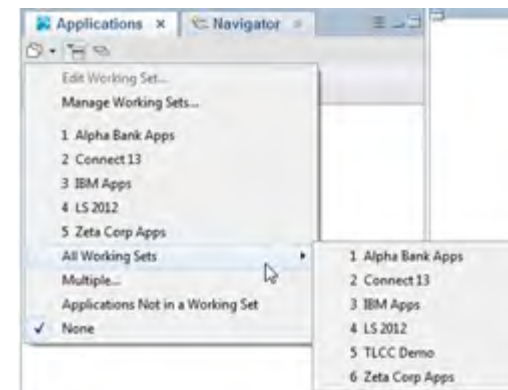 Applications
Navigator
Edit Working Set...
Manage Working Sets...
1 Alpha Bank Apps
2 Connect 13
3 IBM Apps
4 LS 2012
5 Zeta Corp Apps
All Working Sets
Multiple...
Applications Not in a Working Set
None
1 Alpha Bank Apps
2 Connect 13
3 IBM Apps
4 LS 2012
5 TLCC Demo
6 Zeta Corp Apps